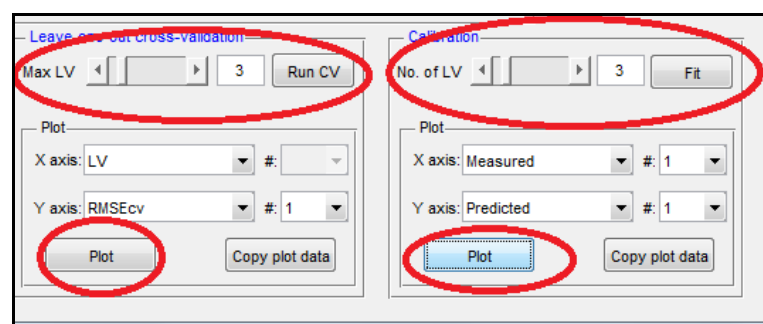 Leave one out cross-validation
Max LV 3 Run CV
Plot
X axis: LV #:
Y axis: RMSEcv #: 1
Plot Copy plot data
Calibration
No. of LV 3 Fit
Plot
X axis: Measured #: 1
Y axis: Predicted #: 1
Plot Copy plot data